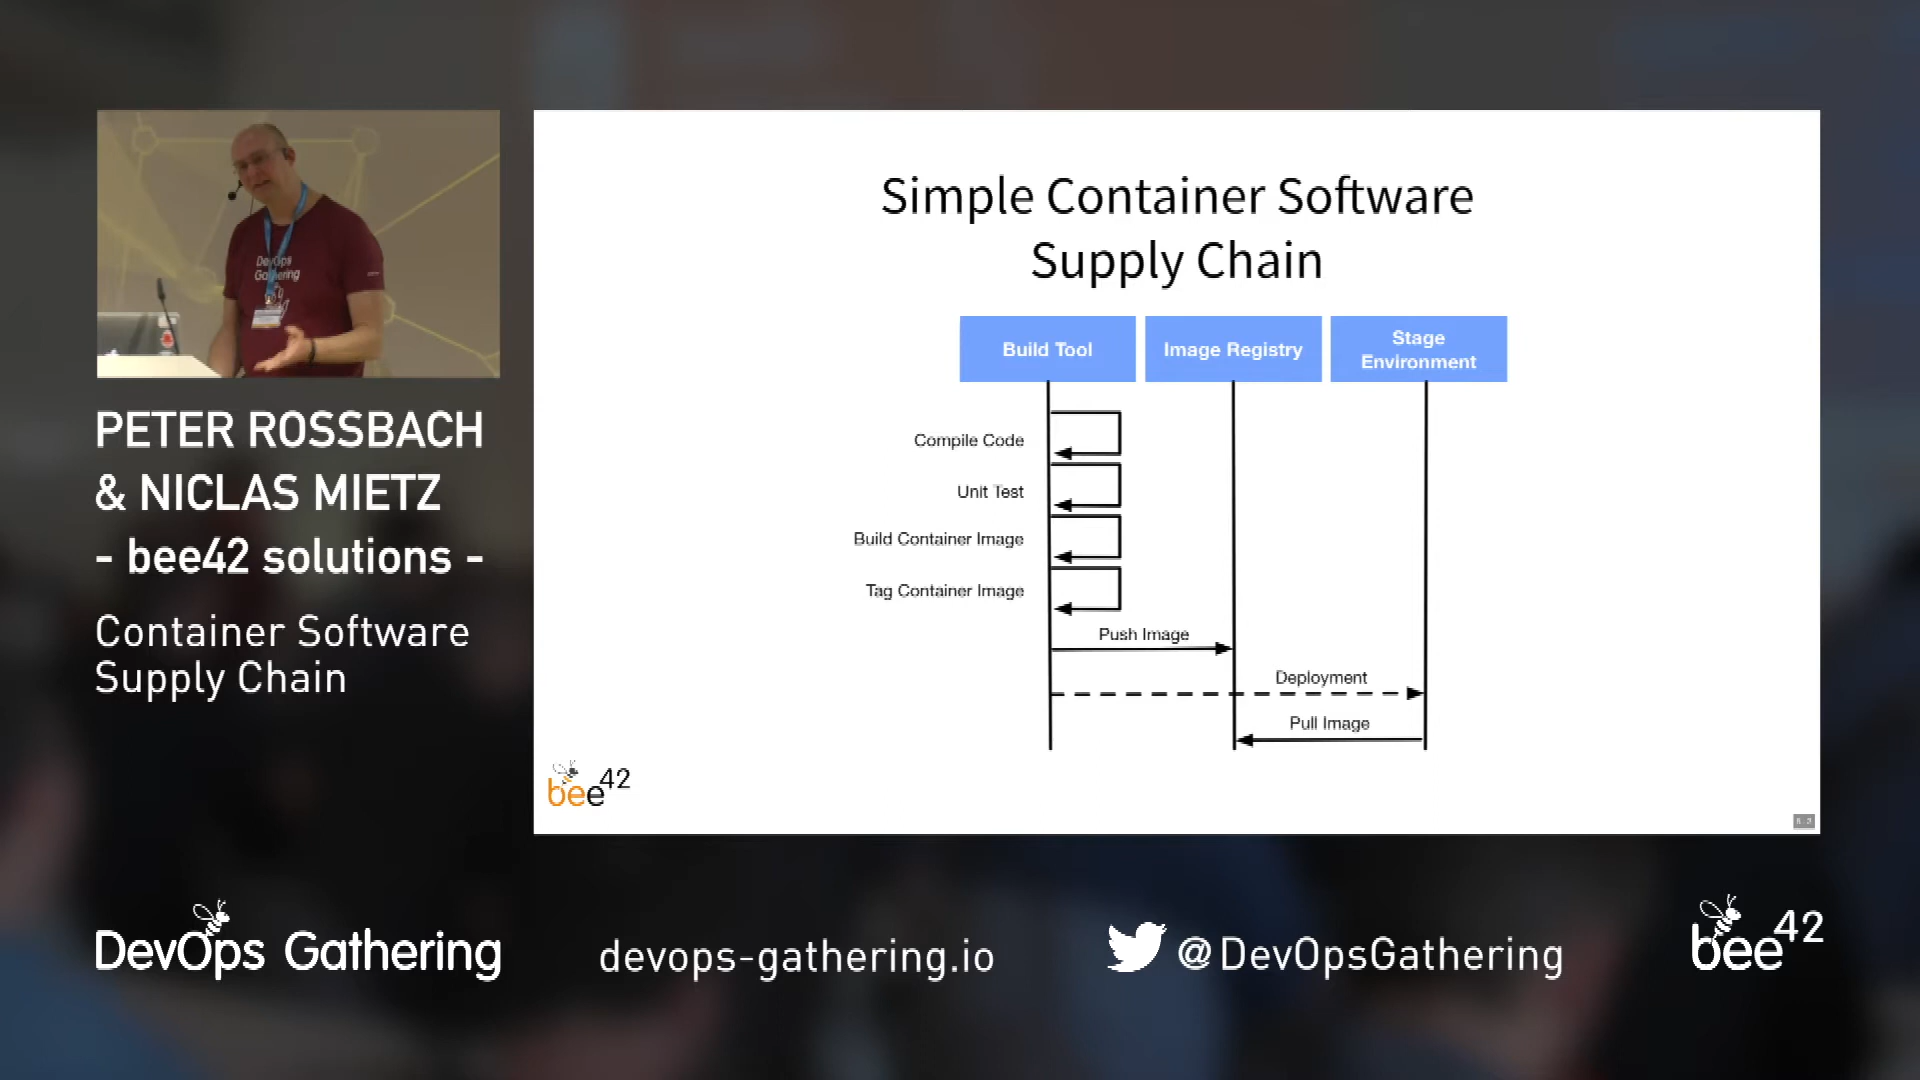 DevOps
Gathering
PETER ROSSBACH
& NICLAS MIETZ
- bee42 solutions -
Container Software
Supply Chain
Simple Container Software
Supply Chain
Build Tool
Image Registry
Stage
Environment
Compile Code
Unit Test
Build Container Image
Tag Container Image
Push Image
Deployment
Pull Image
bee42
DevOps Gathering
devops-gathering.io
@DevOpsGathering
bee42